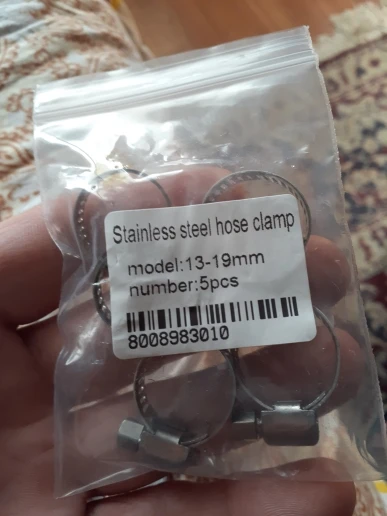 Stainless steel hose clamp
model:13-19mm
number:5pcs
8008983010